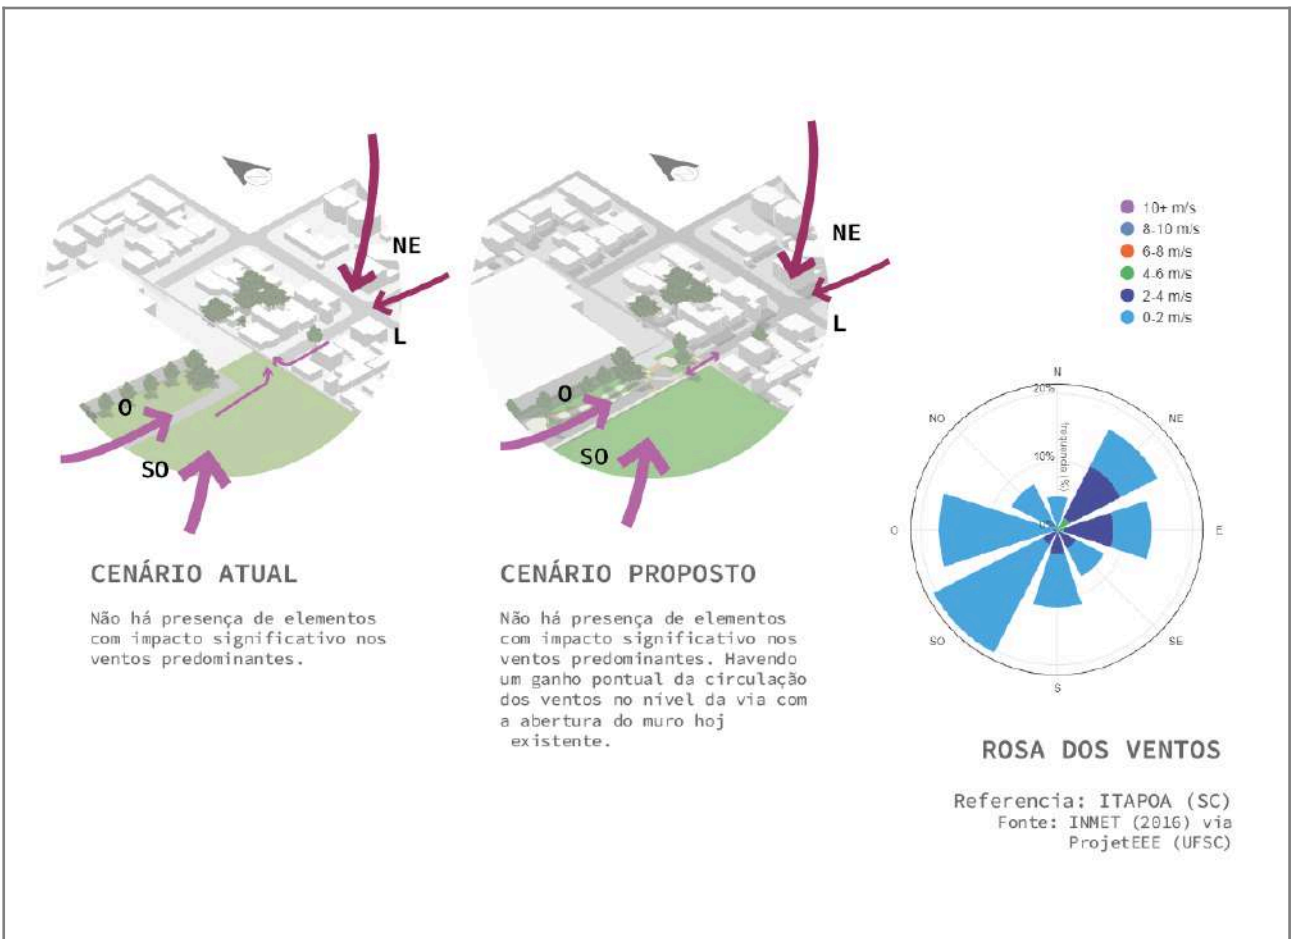 NE
L
O
SO
CENÁRIO ATUAL
Não há presença de elementos
com impacto significativo nos
ventos predominantes.
NE
L
O
SO
CENÁRIO PROPOSTO
Não há presença de elementos
com impacto significativo nos
ventos predominantes. Havendo
um ganho pontual da circulação
dos ventos no nível da via com
a abertura do muro hoj
existente.
10+ m/s
8-10 m/s
6-8 m/s
4-6 m/s
2-4 m/s
0-2 m/s
N
20%
NO
NE
10%
frequencia (%)
O
E
SO
SE
S
ROSA DOS VENTOS
Referencia: ITAPOA (SC)
Fonte: INMET (2016) via
ProjetEEE (UFSC)